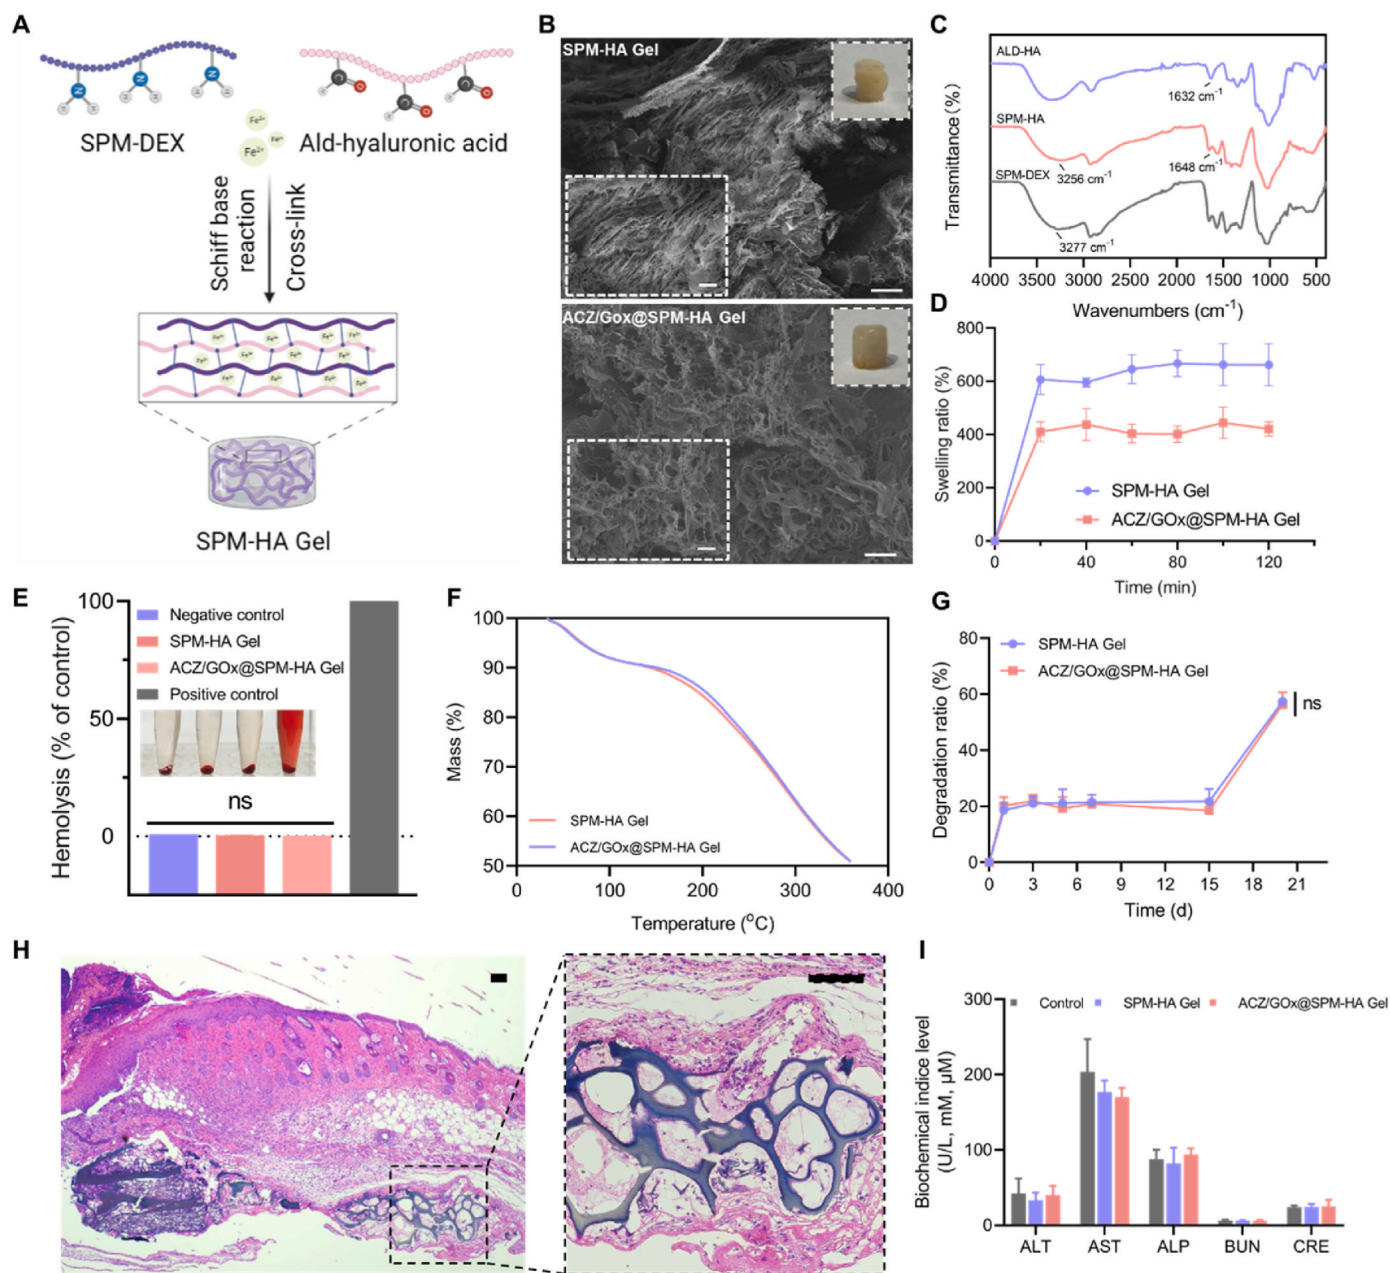 A
N
N
N
H
H
H
H
H
H
C
O
C
O
C
O
H
H
H
SPM-DEX
Ald-hyaluronic acid
Fe²⁺
Fe²⁺
Schiff base
reaction
Cross-link
Fe²⁺
SPM-HA Gel
B
SPM-HA Gel
ACZ/Gox@SPM-HA Gel
C
Transmittance (%)
ALD-HA
1632 cm⁻¹
SPM-HA
3256 cm⁻¹
1648 cm⁻¹
SPM-DEX
3277 cm⁻¹
4000 3500 3000 2500 2000 1500 1000 500
Wavenumbers (cm⁻¹)
D
Swelling ratio (%)
800
600
400
200
0
SPM-HA Gel
ACZ/GOx@SPM-HA Gel
0 40 80 120
Time (min)
E
Hemolysis (% of control)
100
50
0
Negative control
SPM-HA Gel
ACZ/GOx@SPM-HA Gel
Positive control
ns
F
Mass (%)
100
90
80
70
60
50
SPM-HA Gel
ACZ/GOx@SPM-HA Gel
0 100 200 300 400
Temperature (°C)
G
Degradation ratio (%)
80
60
40
20
0
SPM-HA Gel
ACZ/GOx@SPM-HA Gel
ns
0 3 6 7 9 12 15 18 21
Time (d)
H
I
Biochemical indice level
(U/L, mM, μM)
300
200
100
0
Control SPM-HA Gel ACZ/GOx@SPM-HA Gel
ALT AST ALP BUN CRE